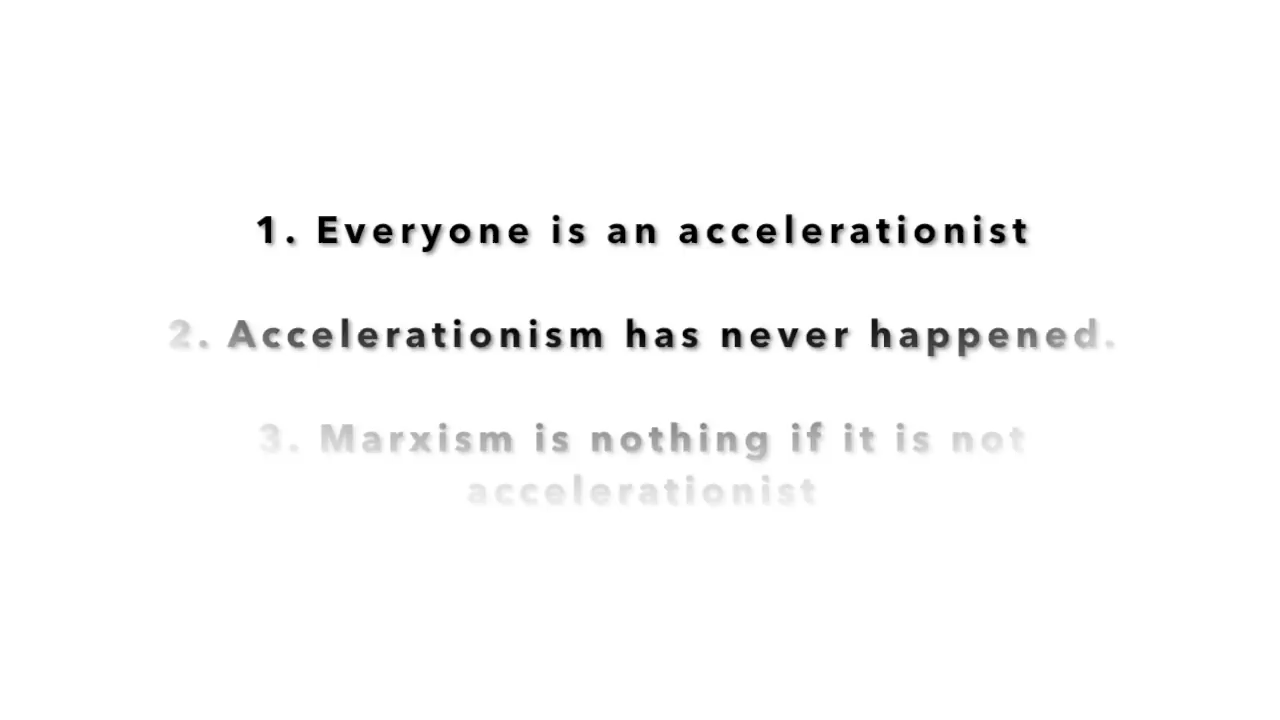 1. Everyone is an accelerationist
2. Accelerationism has never happened.
3. Marxism is nothing if it is not
accelerationist